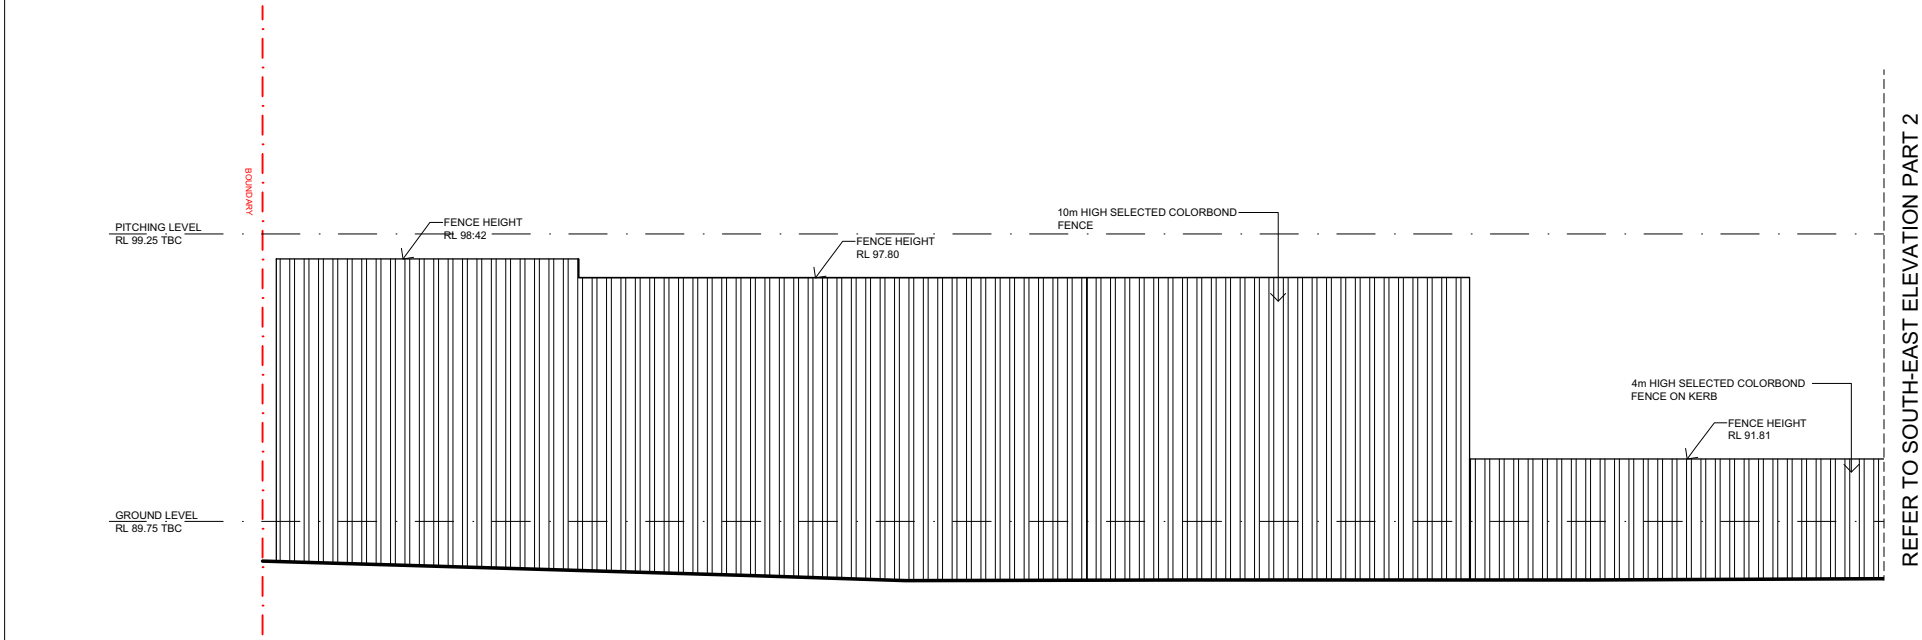 BOUNDARY
PITCHING LEVEL
RL 99.25 TBC
FENCE HEIGHT
RL 98:42
FENCE HEIGHT
RL 97.80
10m HIGH SELECTED COLORBOND
FENCE
4m HIGH SELECTED COLORBOND
FENCE ON KERB
FENCE HEIGHT
RL 91.81
GROUND LEVEL
RL 89.75 TBC
REFER TO SOUTH-EAST ELEVATION PART 2